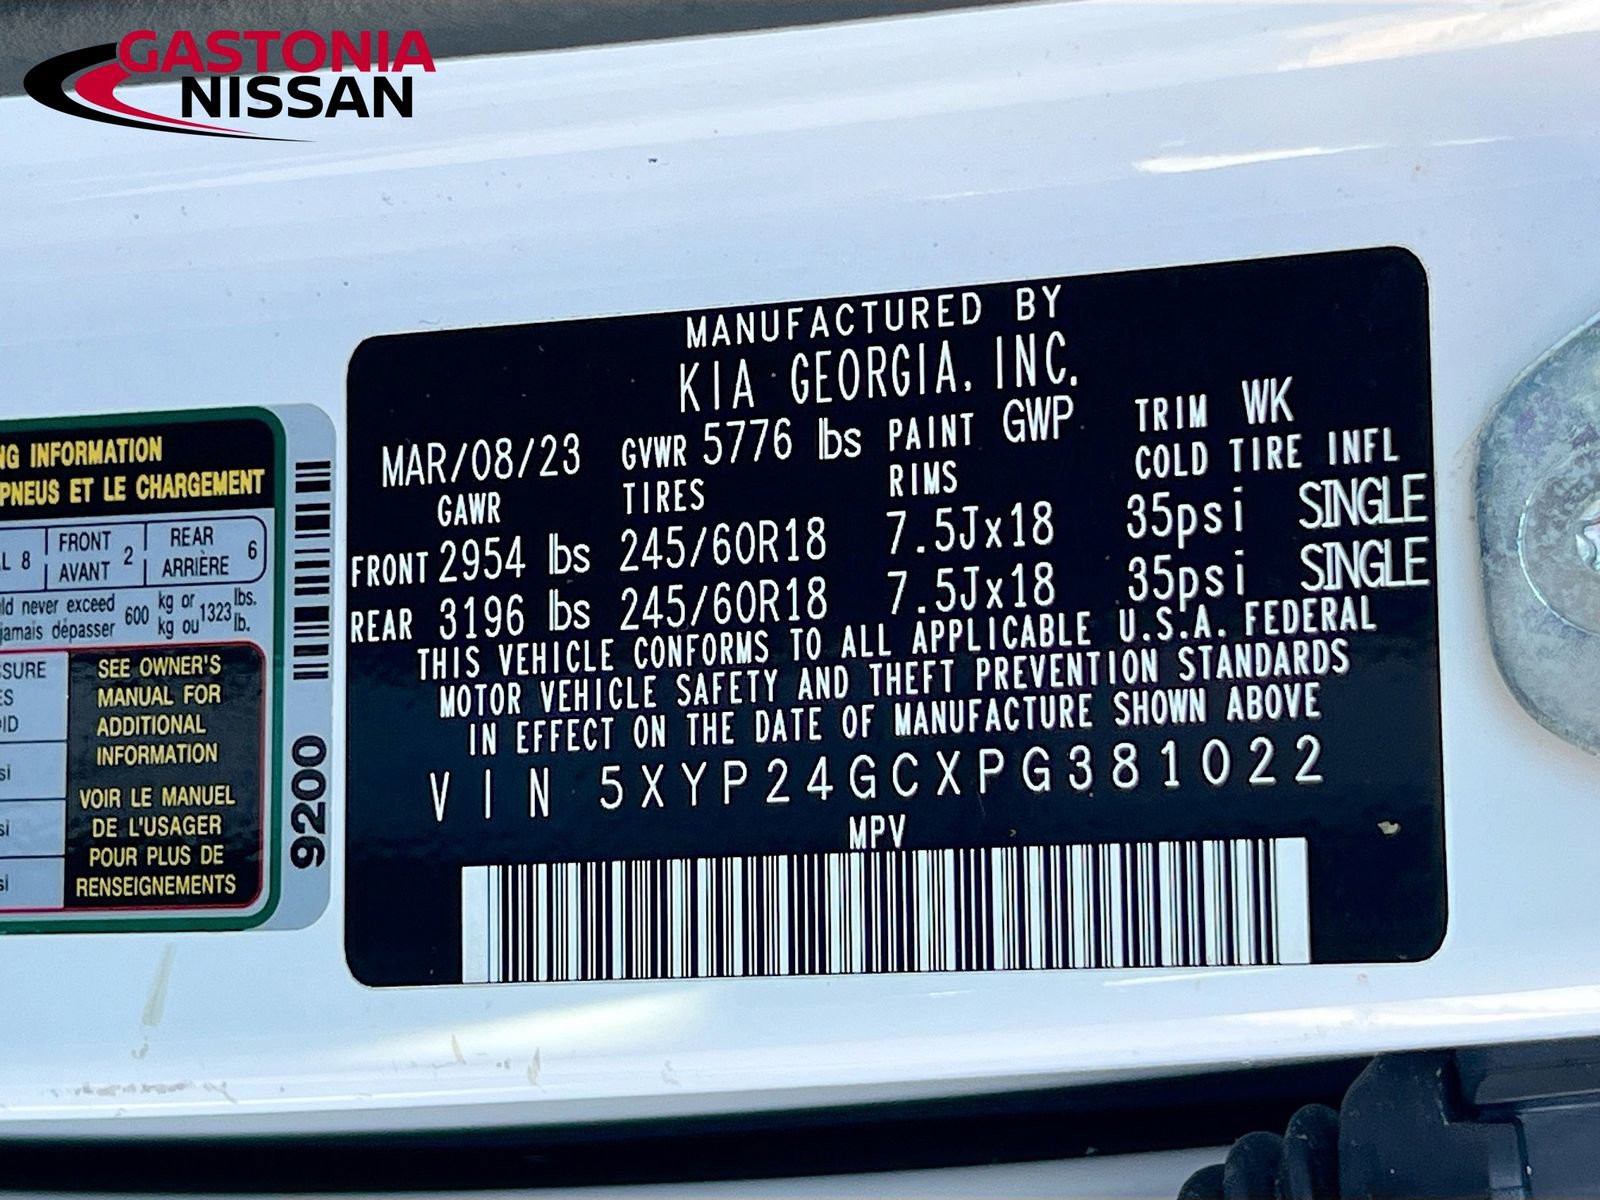 GASTONIA
NISSAN
MANUFACTURED BY
KIA GEORGIA, INC.
MAR/08/23 GVWR 5776 lbs PAINT GWP TRIM WK
GAWR TIRES RIMS COLD TIRE INFL
FRONT 2954 lbs 245/60R18 7.5Jx18 35psi SINGLE
REAR 3196 lbs 245/60R18 7.5Jx18 35psi SINGLE
THIS VEHICLE CONFORMS TO ALL APPLICABLE U.S.A. FEDERAL
MOTOR VEHICLE SAFETY AND THEFT PREVENTION STANDARDS
IN EFFECT ON THE DATE OF MANUFACTURE SHOWN ABOVE
VIN 5XYP24GCXPG381022
MPV
INFORMATION
PNEUS ET LE CHARGEMENT
8 FRONT 2 REAR 6
AVANT ARRIÈRE
never exceed 600 kg or 1323 lbs.
jamais dépasser kg ou lb.
SEE OWNER'S
MANUAL FOR
ADDITIONAL
INFORMATION
VOIR LE MANUEL
DE L'USAGER
POUR PLUS DE
RENSEIGNEMENTS
9200